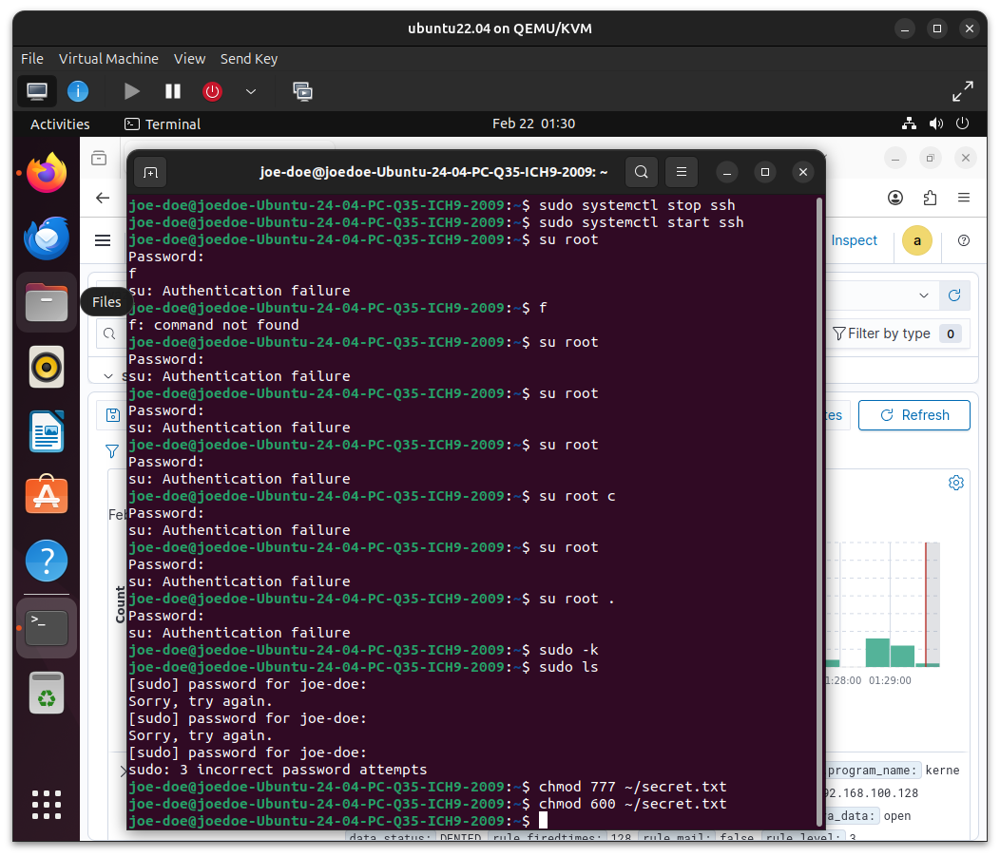 ubuntu22.04 on QEMU/KVM
File Virtual Machine View Send Key
Activities Terminal Feb 22 01:30
joe-doe@joedoe-Ubuntu-24-04-PC-Q35-ICH9-2009: ~
joe-doe@joedoe-Ubuntu-24-04-PC-Q35-ICH9-2009:~$ sudo systemctl stop ssh
joe-doe@joedoe-Ubuntu-24-04-PC-Q35-ICH9-2009:~$ sudo systemctl start ssh
joe-doe@joedoe-Ubuntu-24-04-PC-Q35-ICH9-2009:~$ su root
Password:
f
su: Authentication failure
joe-doe@joedoe-Ubuntu-24-04-PC-Q35-ICH9-2009:~$ f
f: command not found
joe-doe@joedoe-Ubuntu-24-04-PC-Q35-ICH9-2009:~$ su root
Password:
su: Authentication failure
joe-doe@joedoe-Ubuntu-24-04-PC-Q35-ICH9-2009:~$ su root
Password:
su: Authentication failure
joe-doe@joedoe-Ubuntu-24-04-PC-Q35-ICH9-2009:~$ su root
Password:
su: Authentication failure
joe-doe@joedoe-Ubuntu-24-04-PC-Q35-ICH9-2009:~$ su root c
Password:
su: Authentication failure
joe-doe@joedoe-Ubuntu-24-04-PC-Q35-ICH9-2009:~$ su root
Password:
su: Authentication failure
joe-doe@joedoe-Ubuntu-24-04-PC-Q35-ICH9-2009:~$ su root .
Password:
su: Authentication failure
joe-doe@joedoe-Ubuntu-24-04-PC-Q35-ICH9-2009:~$ sudo -k
joe-doe@joedoe-Ubuntu-24-04-PC-Q35-ICH9-2009:~$ sudo ls
[sudo] password for joe-doe:
Sorry, try again.
[sudo] password for joe-doe:
Sorry, try again.
[sudo] password for joe-doe:
sudo: 3 incorrect password attempts
joe-doe@joedoe-Ubuntu-24-04-PC-Q35-ICH9-2009:~$ chmod 777 ~/secret.txt
joe-doe@joedoe-Ubuntu-24-04-PC-Q35-ICH9-2009:~$ chmod 600 ~/secret.txt
joe-doe@joedoe-Ubuntu-24-04-PC-Q35-ICH9-2009:~$
Files
Inspect a
Filter by type 0
Refresh
Feb
Count
1:28:00 01:29:00
program_name: kerne
92.168.100.128
a_data: open
data.status: DENIED rule.firedtimes: 128 rule.mail: false rule.level: 3